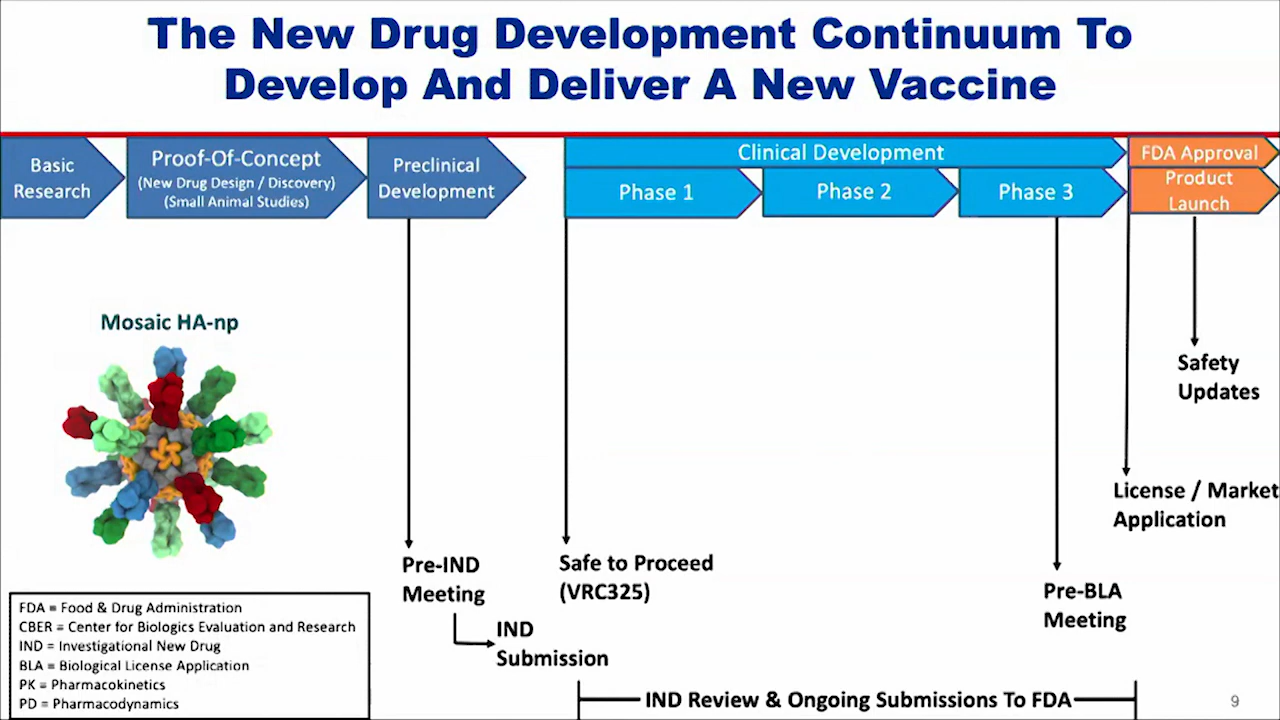 The New Drug Development Continuum To
Develop And Deliver A New Vaccine
Basic
Research
Proof-Of-Concept
(New Drug Design / Discovery)
(Small Animal Studies)
Preclinical
Development
Clinical Development
Phase 1
Phase 2
Phase 3
FDA Approval
Product
Launch
Mosaic HA-np
Safety
Updates
License / Market
Application
Pre-IND
Meeting
IND
Submission
Safe to Proceed
(VRC325)
Pre-BLA
Meeting
FDA = Food & Drug Administration
CBER = Center for Biologics Evaluation and Research
IND = Investigational New Drug
BLA = Biological License Application
PK = Pharmacokinetics
PD = Pharmacodynamics
IND Review & Ongoing Submissions To FDA
9